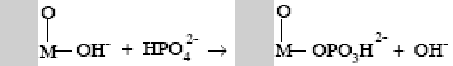 O O
M—OH⁻ + HPO₄²⁻ → M—OPO₃H²⁻ + OH⁻